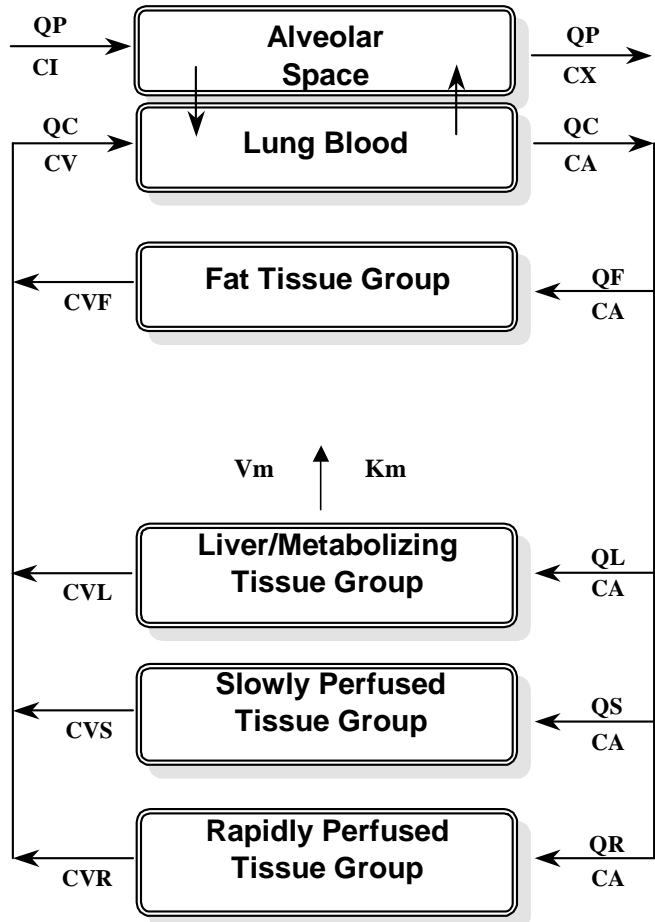 QP
CI
Alveolar
Space
QP
CX
QC
CV
Lung Blood
QC
CA
CVF
Fat Tissue Group
QF
CA
Vm Km
CVL
Liver/Metabolizing
Tissue Group
QL
CA
CVS
Slowly Perfused
Tissue Group
QS
CA
CVR
Rapidly Perfused
Tissue Group
QR
CA